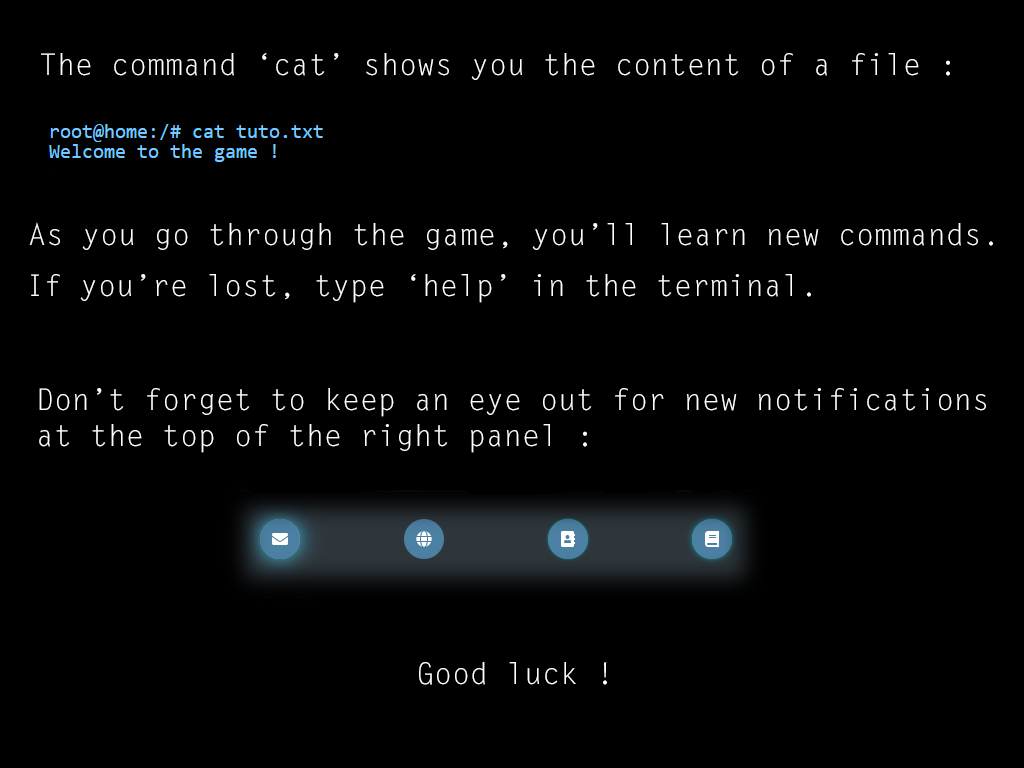 The command ‘cat’ shows you the content of a file :
root@home:/# cat tuto.txt
Welcome to the game !
As you go through the game, you’ll learn new commands.
If you’re lost, type ‘help’ in the terminal.
Don’t forget to keep an eye out for new notifications
at the top of the right panel :
Good luck !